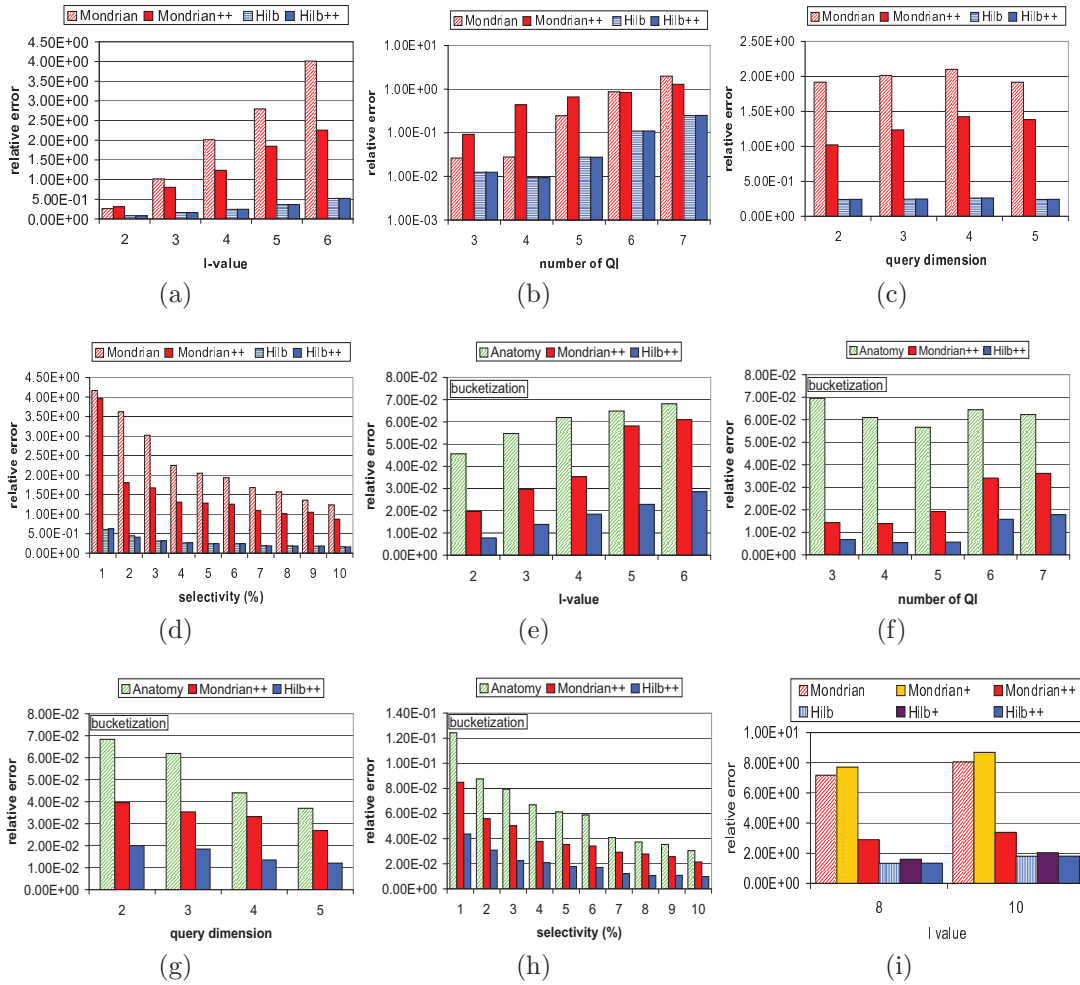 Mondrian Mondrian++ Hilb Hilb++
relative error
4.50E+00
4.00E+00
3.50E+00
3.00E+00
2.50E+00
2.00E+00
1.50E+00
1.00E+00
5.00E-01
0.00E+00
2 3 4 5 6
l-value
(a)
Mondrian Mondrian++ Hilb Hilb++
relative error
1.00E+01
1.00E+00
1.00E-01
1.00E-02
1.00E-03
3 4 5 6 7
number of QI
(b)
Mondrian Mondrian++ Hilb Hilb++
relative error
2.50E+00
2.00E+00
1.50E+00
1.00E+00
5.00E-01
0.00E+00
2 3 4 5
query dimension
(c)
Mondrian Mondrian++ Hilb Hilb++
relative error
4.50E+00
4.00E+00
3.50E+00
3.00E+00
2.50E+00
2.00E+00
1.50E+00
1.00E+00
5.00E-01
0.00E+00
1 2 3 4 5 6 7 8 9 10
selectivity (%)
(d)
Anatomy Mondrian++ Hilb++
bucketization
relative error
8.00E-02
7.00E-02
6.00E-02
5.00E-02
4.00E-02
3.00E-02
2.00E-02
1.00E-02
0.00E+00
2 3 4 5 6
l-value
(e)
Anatomy Mondrian++ Hilb++
bucketization
relative error
8.00E-02
7.00E-02
6.00E-02
5.00E-02
4.00E-02
3.00E-02
2.00E-02
1.00E-02
0.00E+00
3 4 5 6 7
number of QI
(f)
Anatomy Mondrian++ Hilb++
bucketization
relative error
8.00E-02
7.00E-02
6.00E-02
5.00E-02
4.00E-02
3.00E-02
2.00E-02
1.00E-02
0.00E+00
2 3 4 5
query dimension
(g)
Anatomy Mondrian++ Hilb++
bucketization
relative error
1.40E-01
1.20E-01
1.00E-01
8.00E-02
6.00E-02
4.00E-02
2.00E-02
0.00E+00
1 2 3 4 5 6 7 8 9 10
selectivity (%)
(h)
Mondrian Mondrian+ Mondrian++
Hilb Hilb+ Hilb++
relative error
1.00E+01
8.00E+00
6.00E+00
4.00E+00
2.00E+00
0.00E+00
8 10
l value
(i)